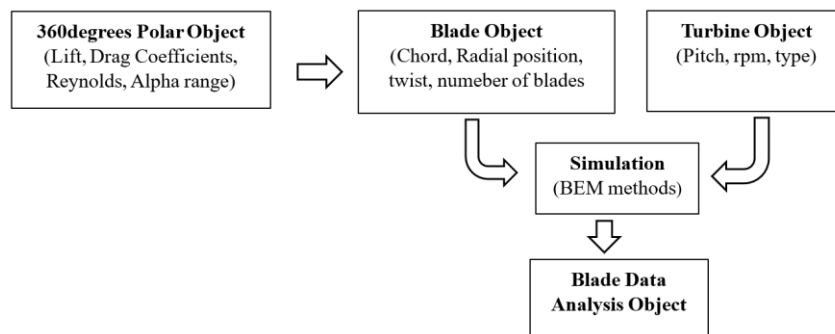 360degrees Polar Object
(Lift, Drag Coefficients,
Reynolds, Alpha range)
Blade Object
(Chord, Radial position,
twist, numeber of blades
Turbine Object
(Pitch, rpm, type)
Simulation
(BEM methods)
Blade Data
Analysis Object